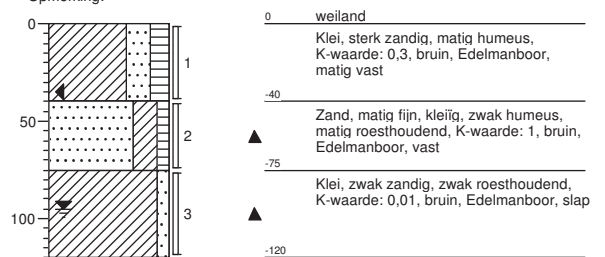 Opmerking:
0
0 weiland
Klei, sterk zandig, matig humeus,
K-waarde: 0,3, bruin, Edelmanboor,
matig vast
1
-40
Zand, matig fijn, kleiïg, zwak humeus,
matig roesthoudend, K-waarde: 1, bruin,
Edelmanboor, vast
50
2
-75
Klei, zwak zandig, zwak roesthoudend,
K-waarde: 0,01, bruin, Edelmanboor, slap
100
3
-120